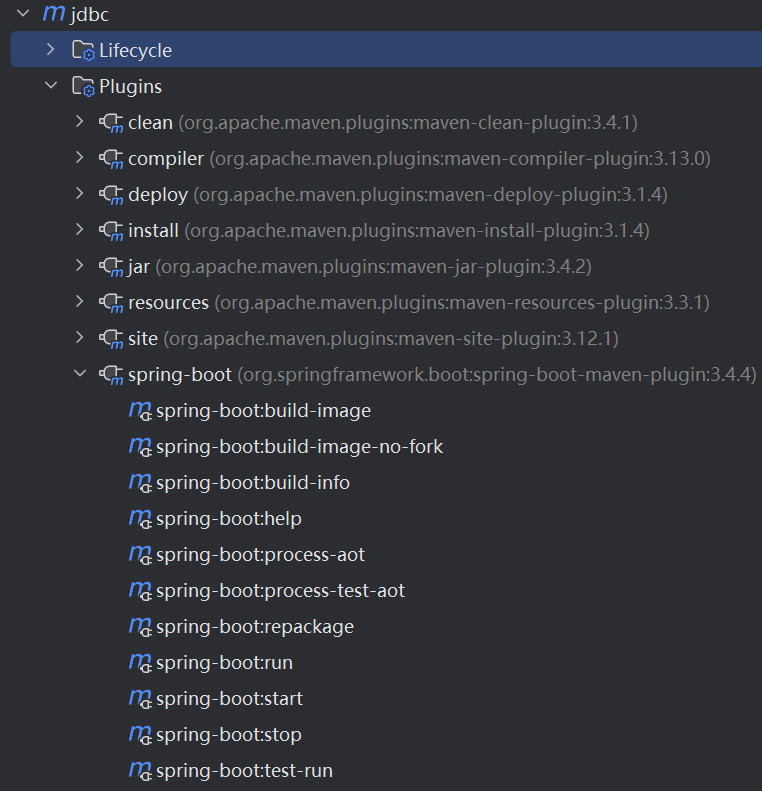 jdbc
Lifecycle
Plugins
clean (org.apache.maven.plugins:maven-clean-plugin:3.4.1)
compiler (org.apache.maven.plugins:maven-compiler-plugin:3.13.0)
deploy (org.apache.maven.plugins:maven-deploy-plugin:3.1.4)
install (org.apache.maven.plugins:maven-install-plugin:3.1.4)
jar (org.apache.maven.plugins:maven-jar-plugin:3.4.2)
resources (org.apache.maven.plugins:maven-resources-plugin:3.3.1)
site (org.apache.maven.plugins:maven-site-plugin:3.12.1)
spring-boot (org.springframework.boot:spring-boot-maven-plugin:3.4.4)
spring-boot:build-image
spring-boot:build-image-no-fork
spring-boot:build-info
spring-boot:help
spring-boot:process-aot
spring-boot:process-test-aot
spring-boot:repackage
spring-boot:run
spring-boot:start
spring-boot:stop
spring-boot:test-run